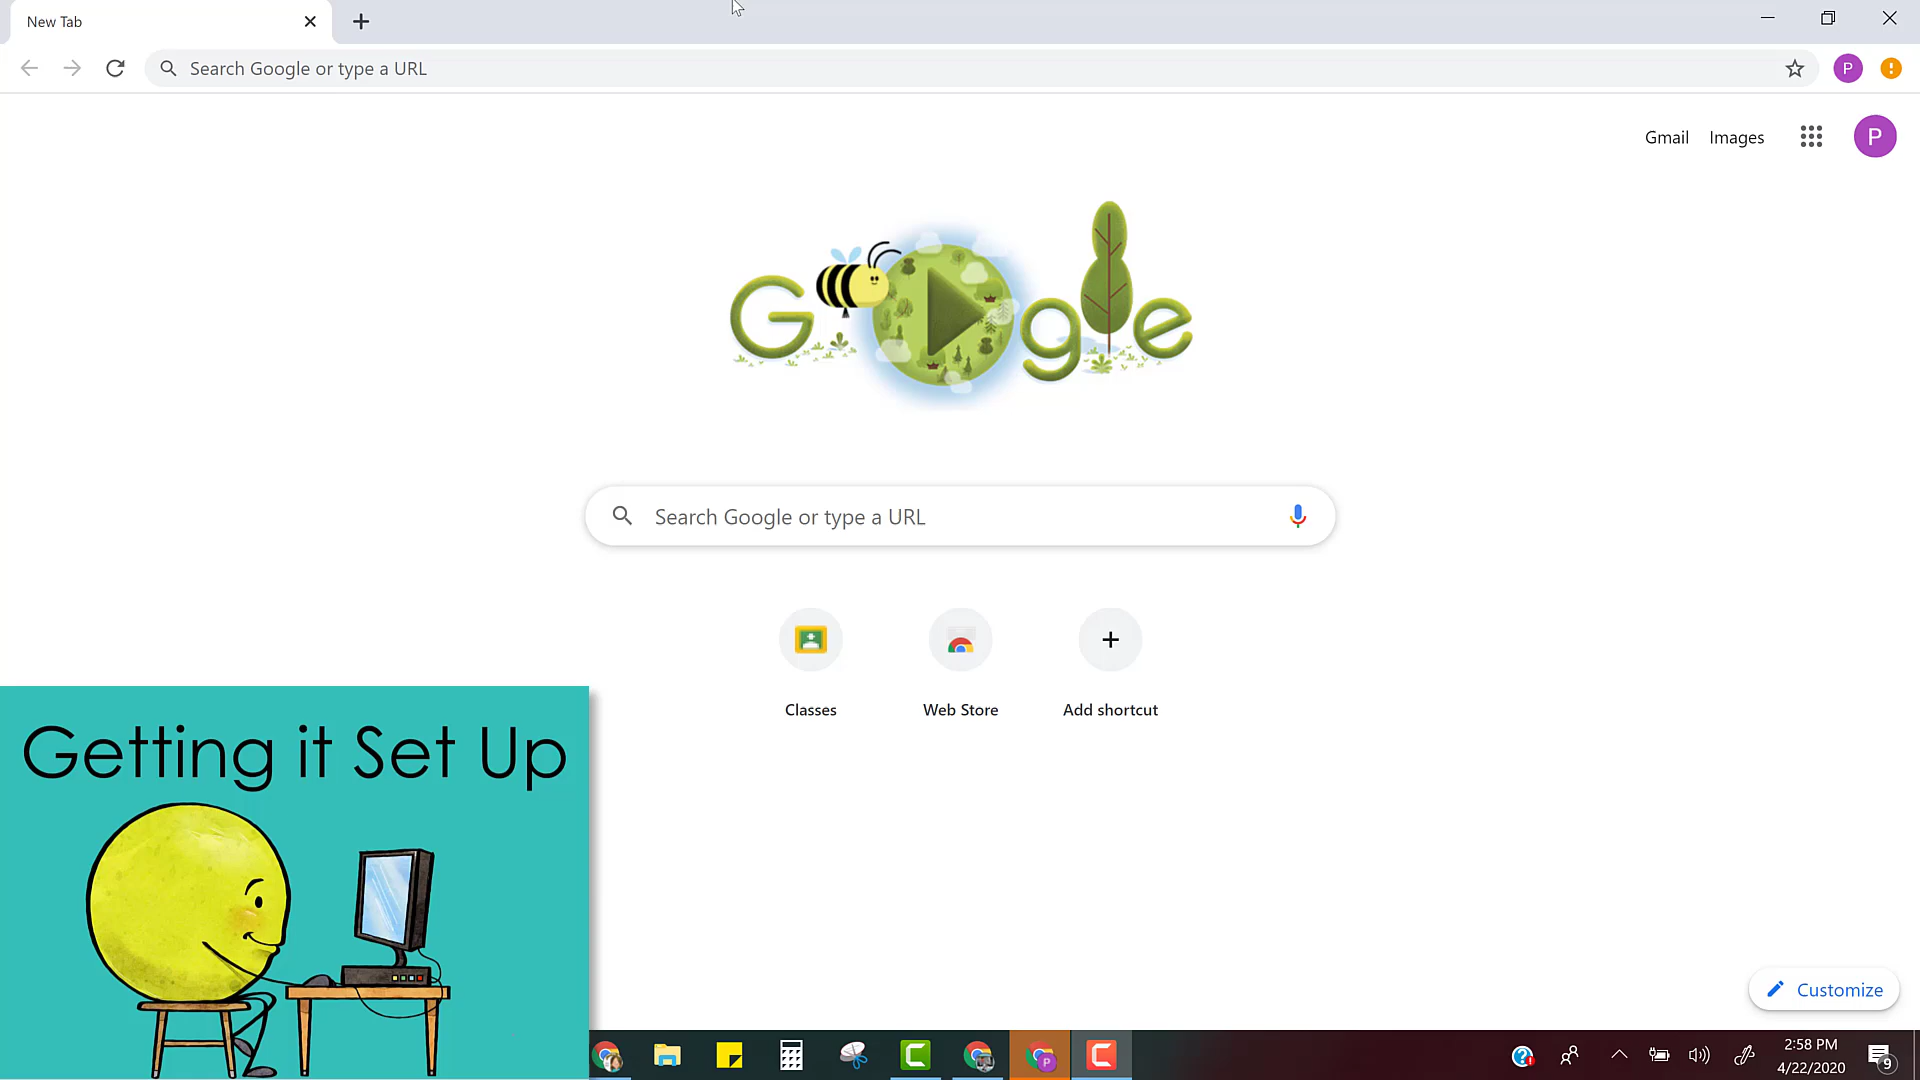 New Tab
Search Google or type a URL
P
Gmail Images
P
Google
Search Google or type a URL
Classes Web Store Add shortcut
Getting it Set Up
Customize
P
2:58 PM
4/22/2020
9